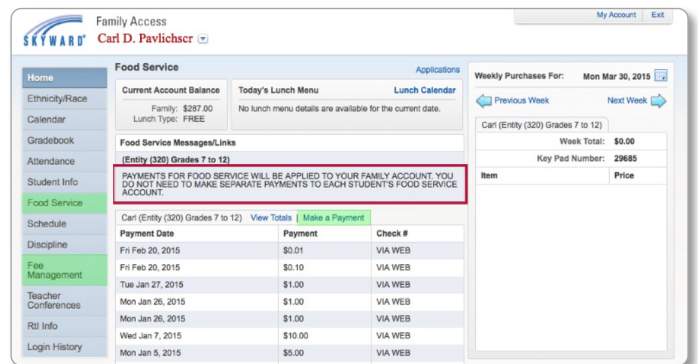 My Account Exit
SKYWARD® Family Access
Carl D. Pavlichscr
Home
Ethnicity/Race
Calendar
Gradebook
Attendance
Student Info
Food Service
Schedule
Discipline
Fee
Management
Teacher
Conferences
RtI Info
Login History
Food Service Applications
Current Account Balance
Family: $287.00
Lunch Type: FREE
Today's Lunch Menu Lunch Calendar
No lunch menu details are available for the current date.
Food Service Messages/Links
(Entity (320) Grades 7 to 12)
PAYMENTS FOR FOOD SERVICE WILL BE APPLIED TO YOUR FAMILY ACCOUNT. YOU
DO NOT NEED TO MAKE SEPARATE PAYMENTS TO EACH STUDENT'S FOOD SERVICE
ACCOUNT.
Carl (Entity (320) Grades 7 to 12) View Totals | Make a Payment
Payment Date Payment Check #
Fri Feb 20, 2015 $0.01 VIA WEB
Fri Feb 20, 2015 $0.10 VIA WEB
Tue Jan 27, 2015 $1.00 VIA WEB
Mon Jan 26, 2015 $1.00 VIA WEB
Mon Jan 26, 2015 $1.00 VIA WEB
Wed Jan 7, 2015 $10.00 VIA WEB
Mon Jan 5, 2015 $5.00 VIA WEB
Weekly Purchases For: Mon Mar 30, 2015
Previous Week Next Week
Carl (Entity (320) Grades 7 to 12)
Week Total: $0.00
Key Pad Number: 29685
Item Price